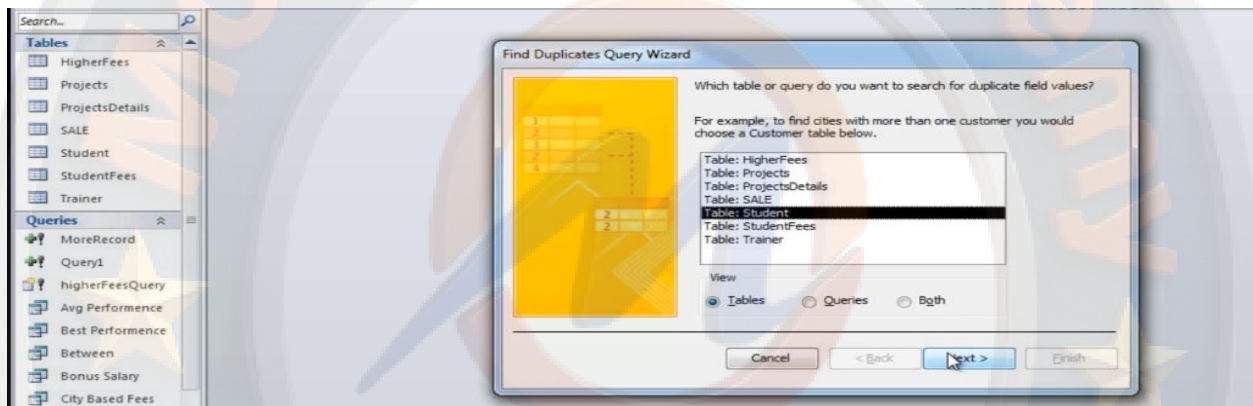 Search...
Tables
HigherFees
Projects
ProjectsDetails
SALE
Student
StudentFees
Trainer
Queries
MoreRecord
Query1
higherFeesQuery
Avg Performence
Best Performence
Between
Bonus Salary
City Based Fees
Find Duplicates Query Wizard
Which table or query do you want to search for duplicate field values?
For example, to find cities with more than one customer you would
choose a Customer table below.
Table: HigherFees
Table: Projects
Table: ProjectsDetails
Table: SALE
Table: Student
Table: StudentFees
Table: Trainer
View
Tables Queries Both
Cancel < Back Next > Finish